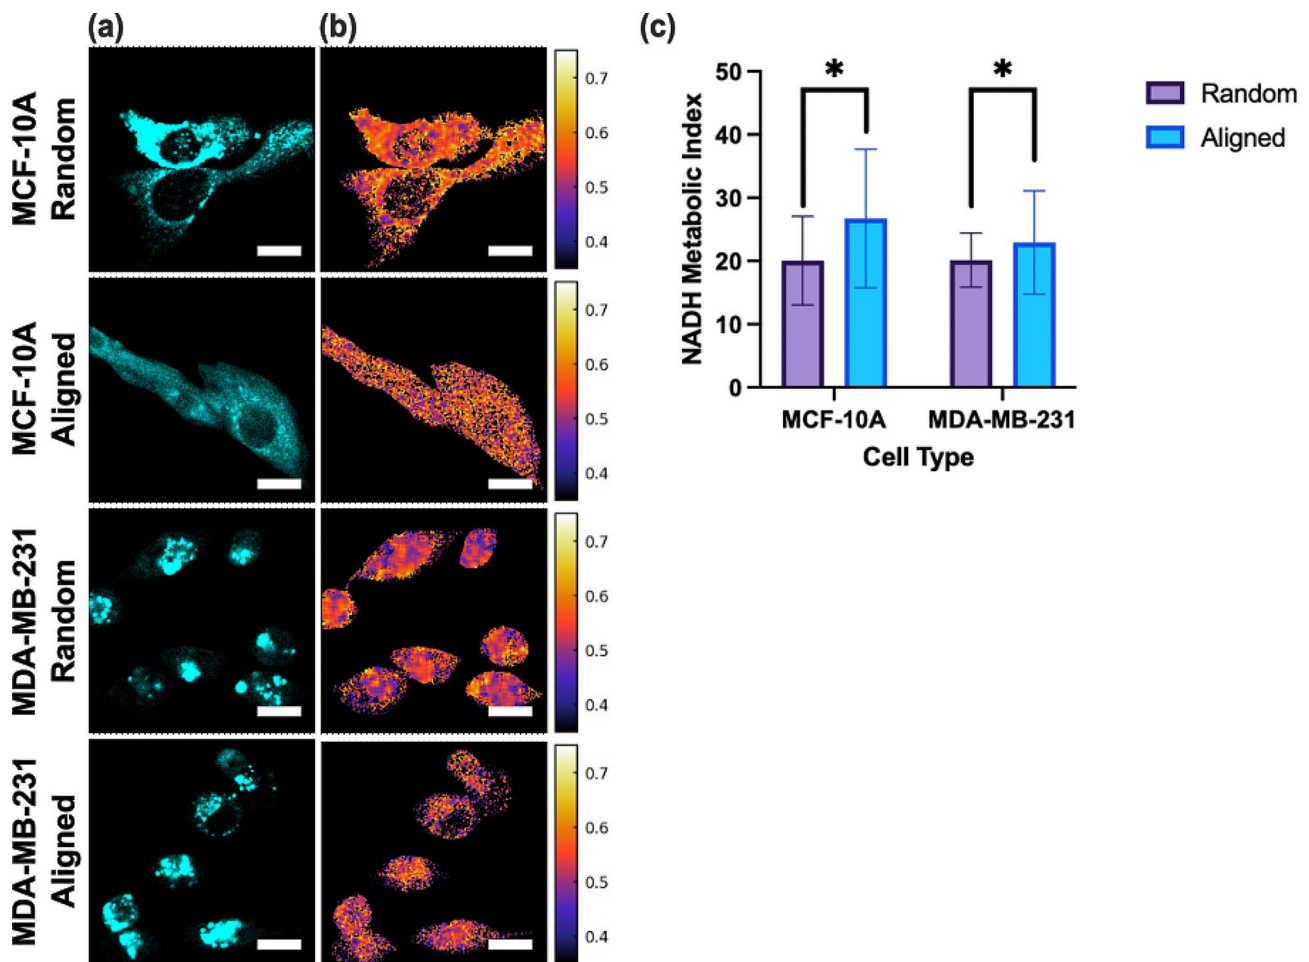 (a)
(b)
(c)
MCF-10A
Random
0.7
0.6
0.5
0.4
MCF-10A
Aligned
0.7
0.6
0.5
0.4
MDA-MB-231
Random
0.7
0.6
0.5
0.4
MDA-MB-231
Aligned
0.7
0.6
0.5
0.4
NADH Metabolic Index
50
40
30
20
10
0
*
*
MCF-10A
MDA-MB-231
Cell Type
Random
Aligned